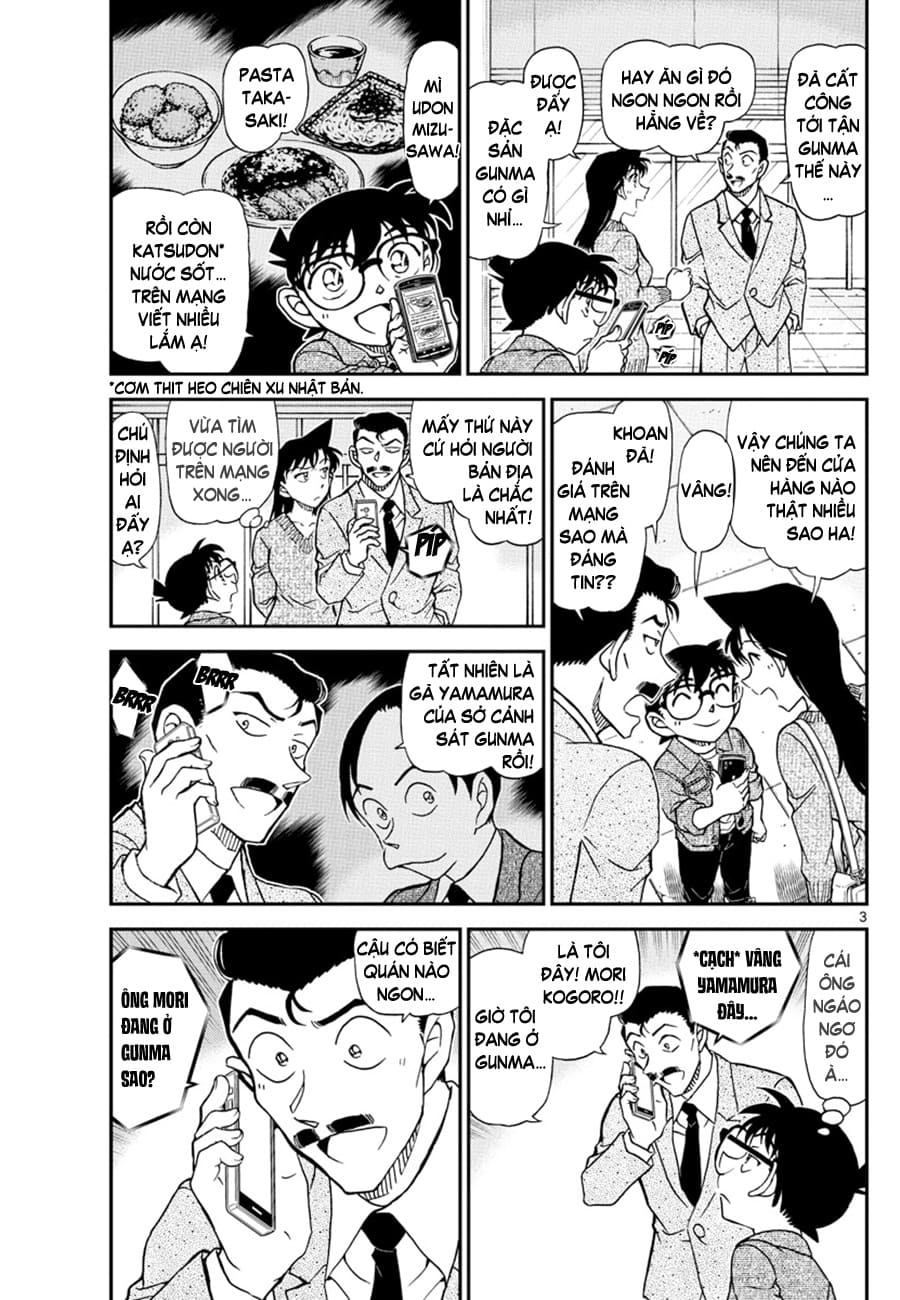 ĐÃ CẤT
CÔNG
TỚI TẬN
GUNMA
THẾ NÀY
...
HAY ĂN GÌ ĐÓ
NGON NGON RỒI
HẲNG VỀ?
ĐƯỢC
ĐẤY
Ạ!
ĐẶC
SẢN
GUNMA
CÓ GÌ
NHỈ...
PÍP
PÍP
MÌ
UDON
MIZU-
SAWA!
PASTA
TAKA-
SAKI!
RỒI CÒN
KATSUDON*
NƯỚC SỐT...
TRÊN MẠNG
VIẾT NHIỀU
LẮM Ạ!
*CƠM THỊT HEO CHIÊN XÙ NHẬT BẢN.
VẬY CHÚNG TA
NÊN ĐẾN CỬA
HÀNG NÀO
THẬT NHIỀU
SAO HA!
VÂNG!
KHOAN
ĐÃ!
ĐÁNH
GIÁ TRÊN
MẠNG
SAO MÀ
ĐÁNG
TIN??
MẤY THỨ NÀY
CỨ HỎI NGƯỜI
BẢN ĐỊA
LÀ CHẮC
NHẤT!
PÍP
VỪA TÌM
ĐƯỢC NGƯỜI
TRÊN MẠNG
XONG...
CHÚ
ĐỊNH
HỎI
AI
ĐẤY
Ạ?
TẤT NHIÊN LÀ
GÃ YAMAMURA
CỦA SỞ CẢNH
SÁT GUNMA
RỒI!
BRRR
BRRR
3
CÁI
ÔNG
NGÁO
NGƠ
ĐÓ
À...
*CẠCH* VÂNG
YAMAMURA
ĐÂY...
LÀ TÔI
ĐÂY! MORI
KOGORO!!
GIỜ TÔI
ĐANG Ở
GUNMA...
CẬU CÓ BIẾT
QUÁN NÀO
NGON...
ÔNG MORI
ĐANG Ở
GUNMA
SAO?